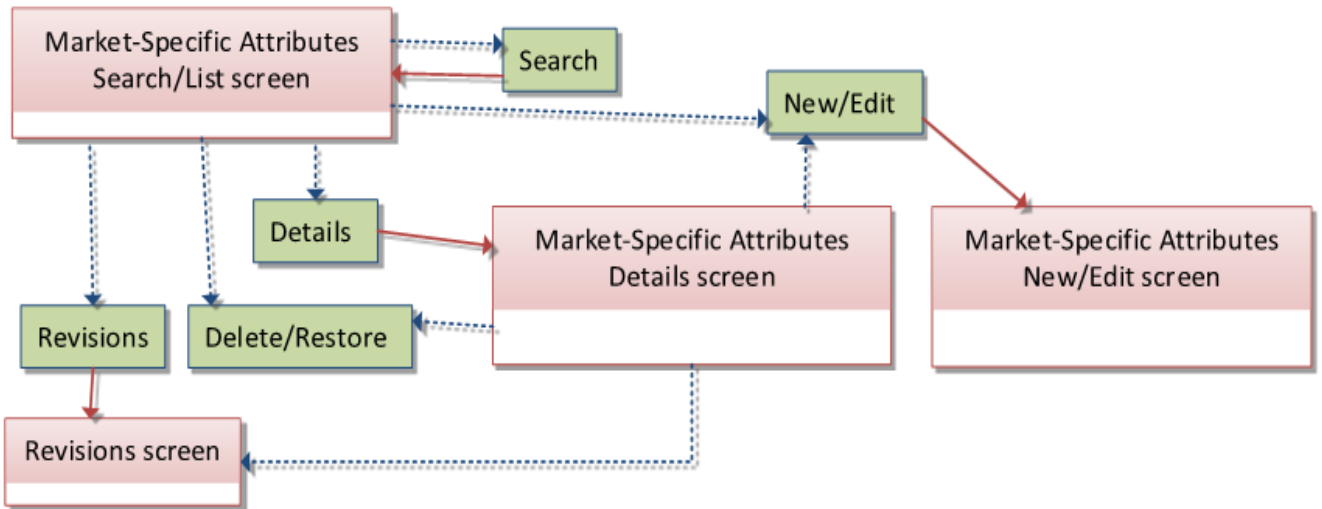 Market-Specific Attributes
Search/List screen
Search
New/Edit
Details
Market-Specific Attributes
Details screen
Market-Specific Attributes
New/Edit screen
Revisions
Delete/Restore
Revisions screen